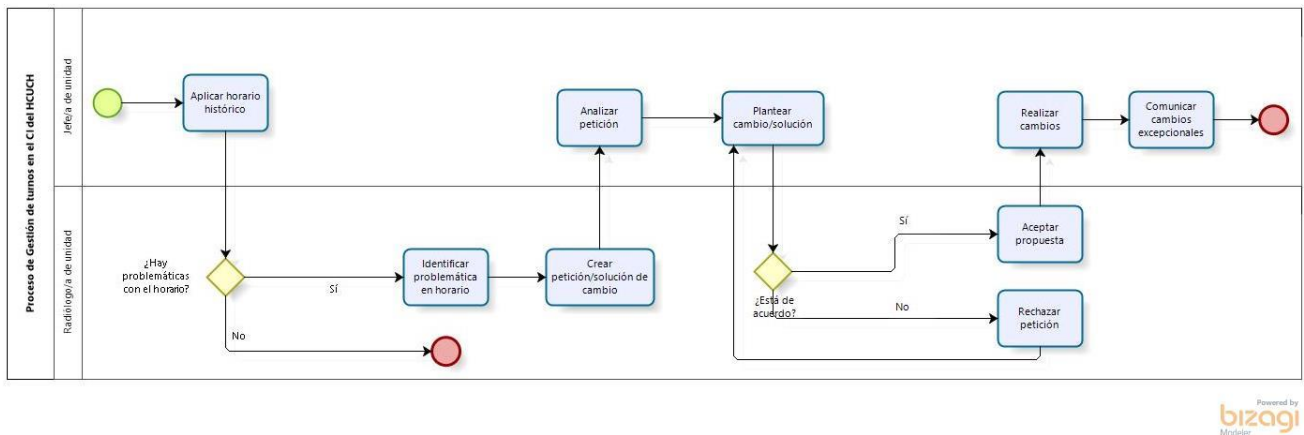 Proceso de Gestión de turnos en el CI del HCUCH
Jefe/a de unidad
Aplicar horario
histórico
Analizar
petición
Plantear
cambio/solución
Realizar
cambios
Comunicar
cambios
excepcionales
Radiólogo/a de unidad
¿Hay
problemáticas
con el horario?
Sí
No
Identificar
problemática
en horario
Crear
petición/solución de
cambio
¿Está de
acuerdo?
Sí
No
Aceptar
propuesta
Rechazar
petición
Powered by
bizagi
Modeler